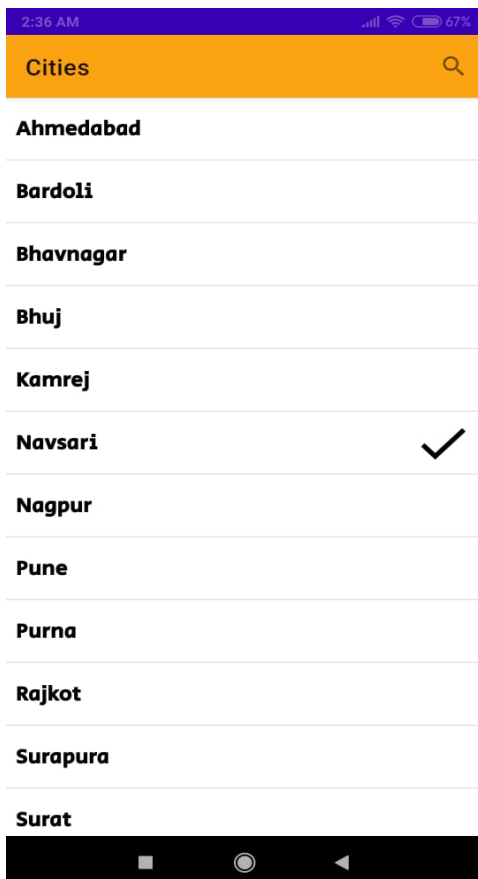 2:36 AM 67%
Cities
Ahmedabad
Bardoli
Bhavnagar
Bhuj
Kamrej
Navsari
Nagpur
Pune
Purna
Rajkot
Surapura
Surat